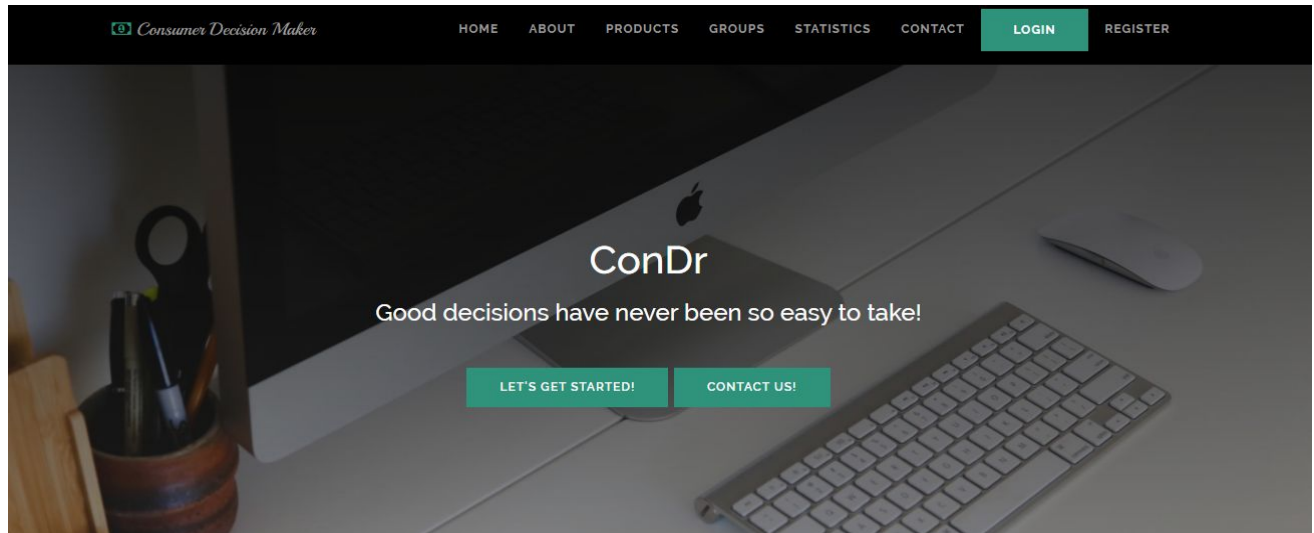 Consumer Decision Maker HOME ABOUT PRODUCTS GROUPS STATISTICS CONTACT LOGIN REGISTER
ConDr
Good decisions have never been so easy to take!
LET'S GET STARTED! CONTACT US!